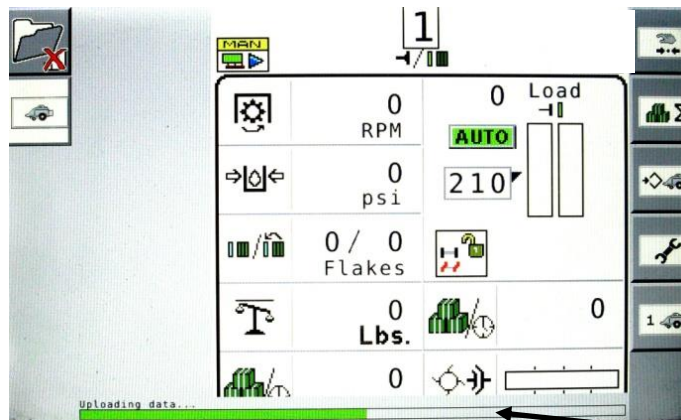 1
MAN
0
RPM
0
Load
AUTO
0
psi
210
0 / 0
Flakes
0
Lbs.
0
0
1
Uploading data...